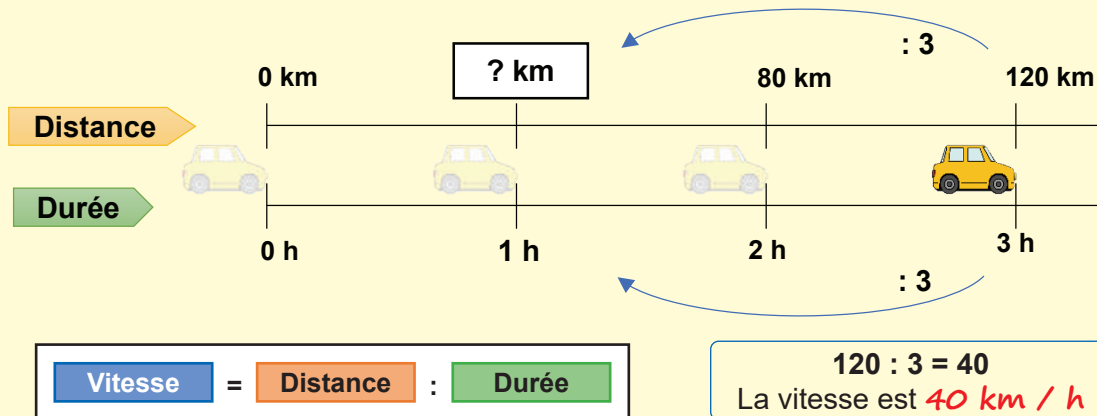 : 3
0 km
? km
80 km
120 km
Distance
Durée
0 h
1 h
2 h
3 h
: 3
Vitesse = Distance : Durée
120 : 3 = 40
La vitesse est 40 km / h